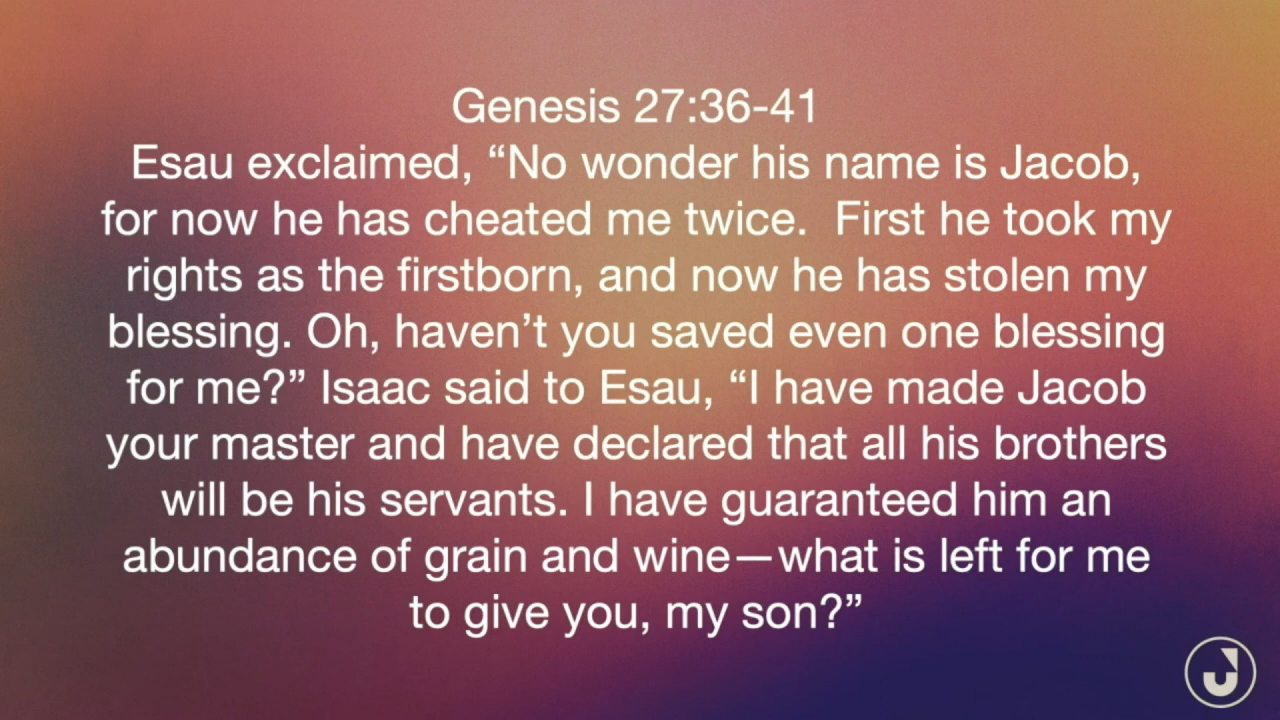 Genesis 27:36-41
Esau exclaimed, “No wonder his name is Jacob,
for now he has cheated me twice.  First he took my
rights as the firstborn, and now he has stolen my
blessing. Oh, haven’t you saved even one blessing
for me?” Isaac said to Esau, “I have made Jacob
your master and have declared that all his brothers
will be his servants. I have guaranteed him an
abundance of grain and wine—what is left for me
to give you, my son?”
J